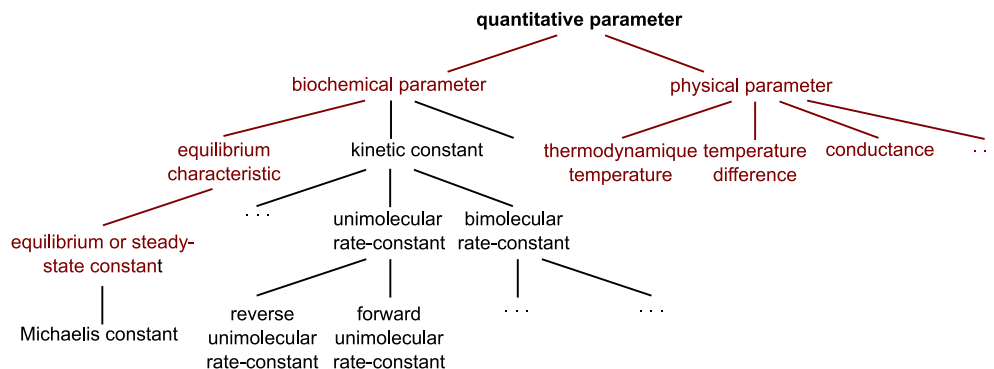 quantitative parameter
biochemical parameter
physical parameter
equilibrium
characteristic
kinetic constant
thermodynamique
temperature
temperature
difference
conductance
. .
. . .
unimolecular
rate-constant
bimolecular
rate-constant
equilibrium or steady-
state constant
. . .
. . .
Michaelis constant
reverse
unimolecular
rate-constant
forward
unimolecular
rate-constant